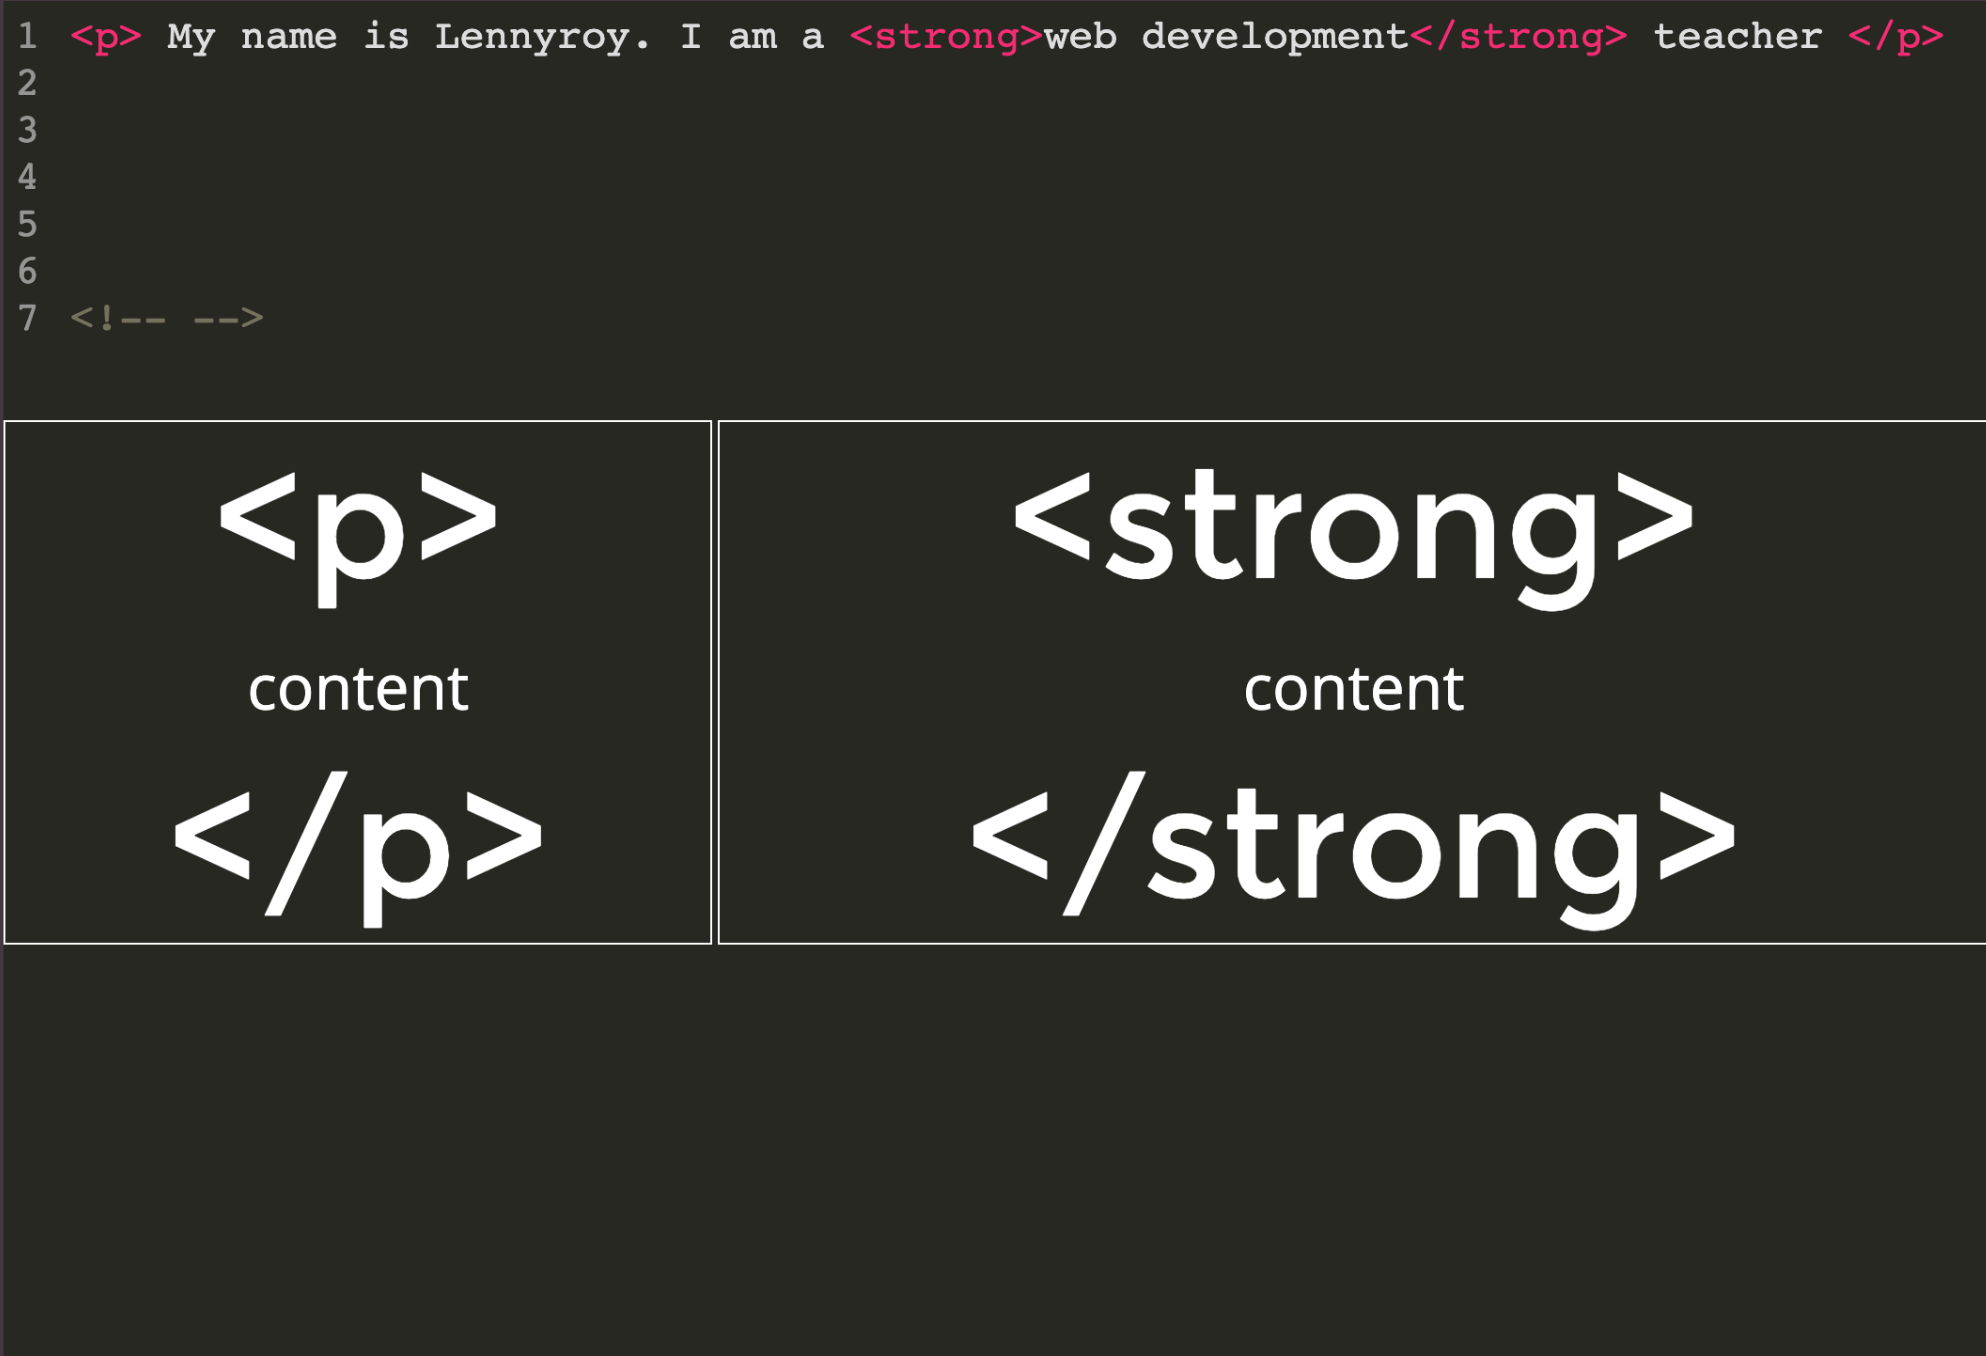 1 <p> My name is Lennyroy. I am a <strong>web development</strong> teacher </p>
2
3
4
5
6
7 <!-- -->
<p>
content
</p>
<strong>
content
</strong>